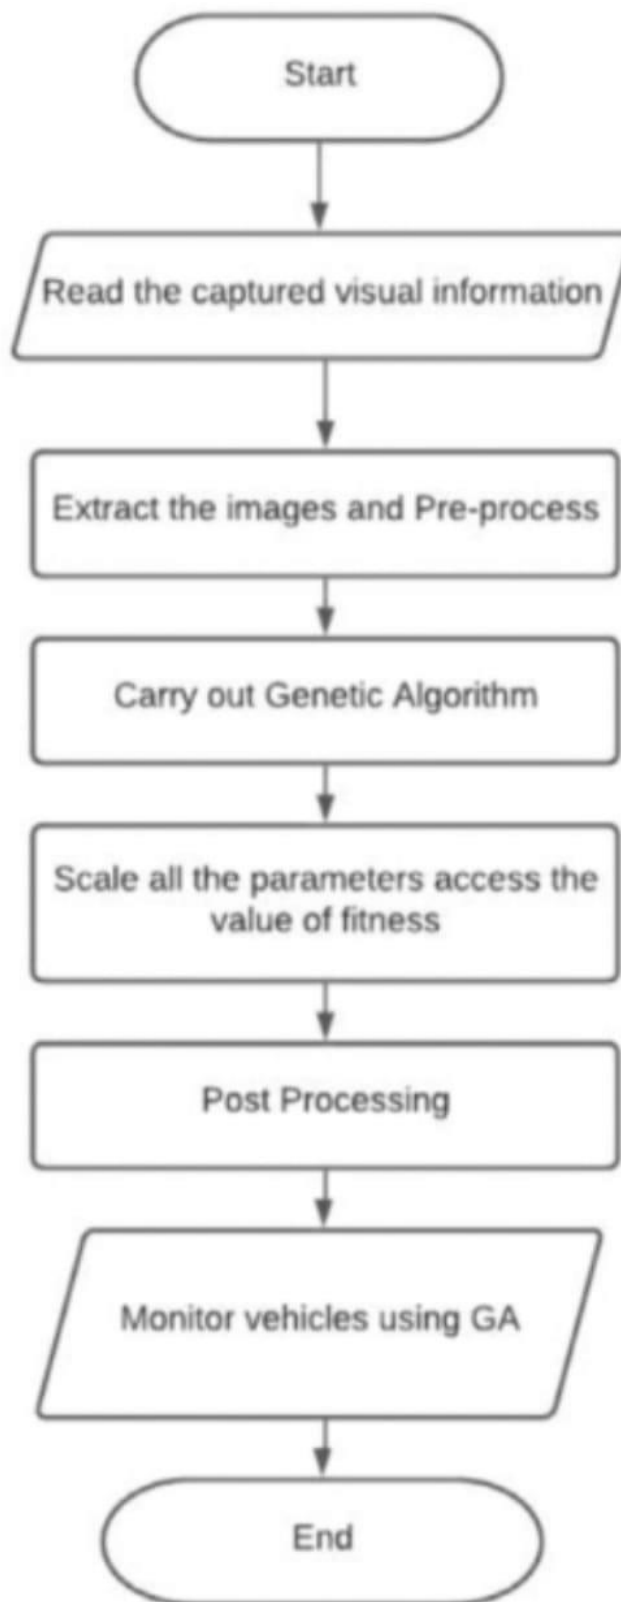 Start
Read the captured visual information
Extract the images and Pre-process
Carry out Genetic Algorithm
Scale all the parameters access the
value of fitness
Post Processing
Monitor vehicles using GA
End